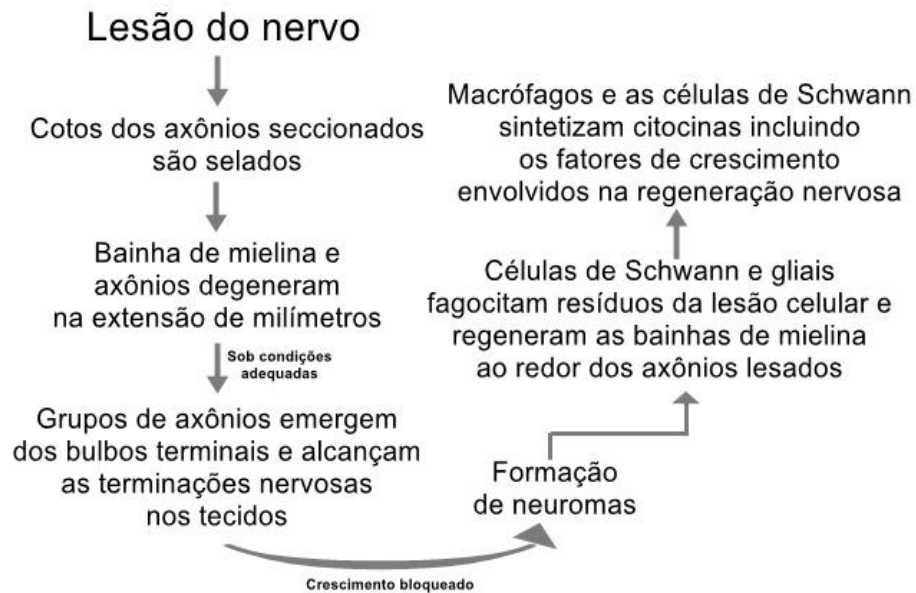 Lesão do nervo
Cotos dos axônios seccionados
são selados
Bainha de mielina e
axônios degeneram
na extensão de milímetros
Sob condições
adequadas
Grupos de axônios emergem
dos bulbos terminais e alcançam
as terminações nervosas
nos tecidos
Crescimento bloqueado
Formação
de neuromas
Células de Schwann e gliais
fagocitam resíduos da lesão celular e
regeneram as bainhas de mielina
ao redor dos axônios lesados
Macrófagos e as células de Schwann
sintetizam citocinas incluindo
os fatores de crescimento
envolvidos na regeneração nervosa